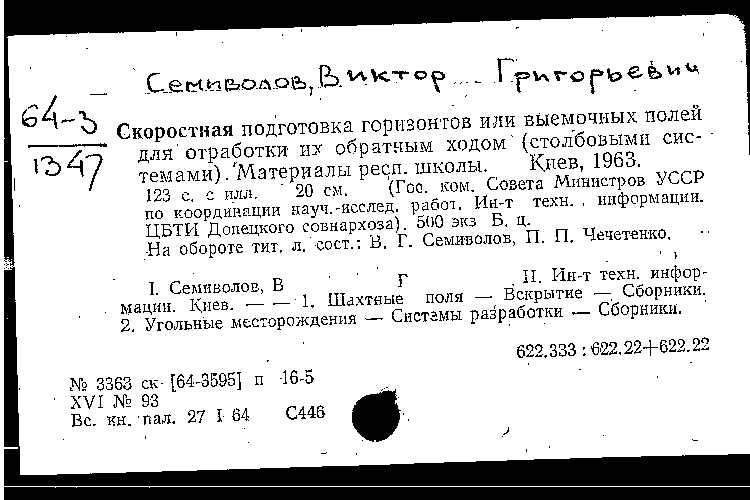 Семиволов, Виктор Григорьевич
64-3
1347
Скоростная подготовка горизонтов или выемочных полей
для отработки их обратным ходом (столбовыми сис-
темами). Материалы респ. школы. Киев, 1963.
123 с. с илл. 20 см. (Гос. ком. Совета Министров УССР
по координации науч.-исслед. работ. Ин-т техн. информации.
ЦБТИ Донецкого совнархоза). 500 экз Б. ц.
На обороте тит. л. сост.: В. Г. Семиволов, П. П. Чечетенко.
I. Семиволов, В Г II. Ин-т техн. инфор-
мации. Киев. — — 1. Шахтные поля — Вскрытие — Сборники.
2. Угольные месторождения — Системы разработки — Сборники.
622.333 : 622.22+622.22
№ 3363 ск [64-3595] п 16-5
XVI № 93
Вс. кн. пал. 27 I 64 С446